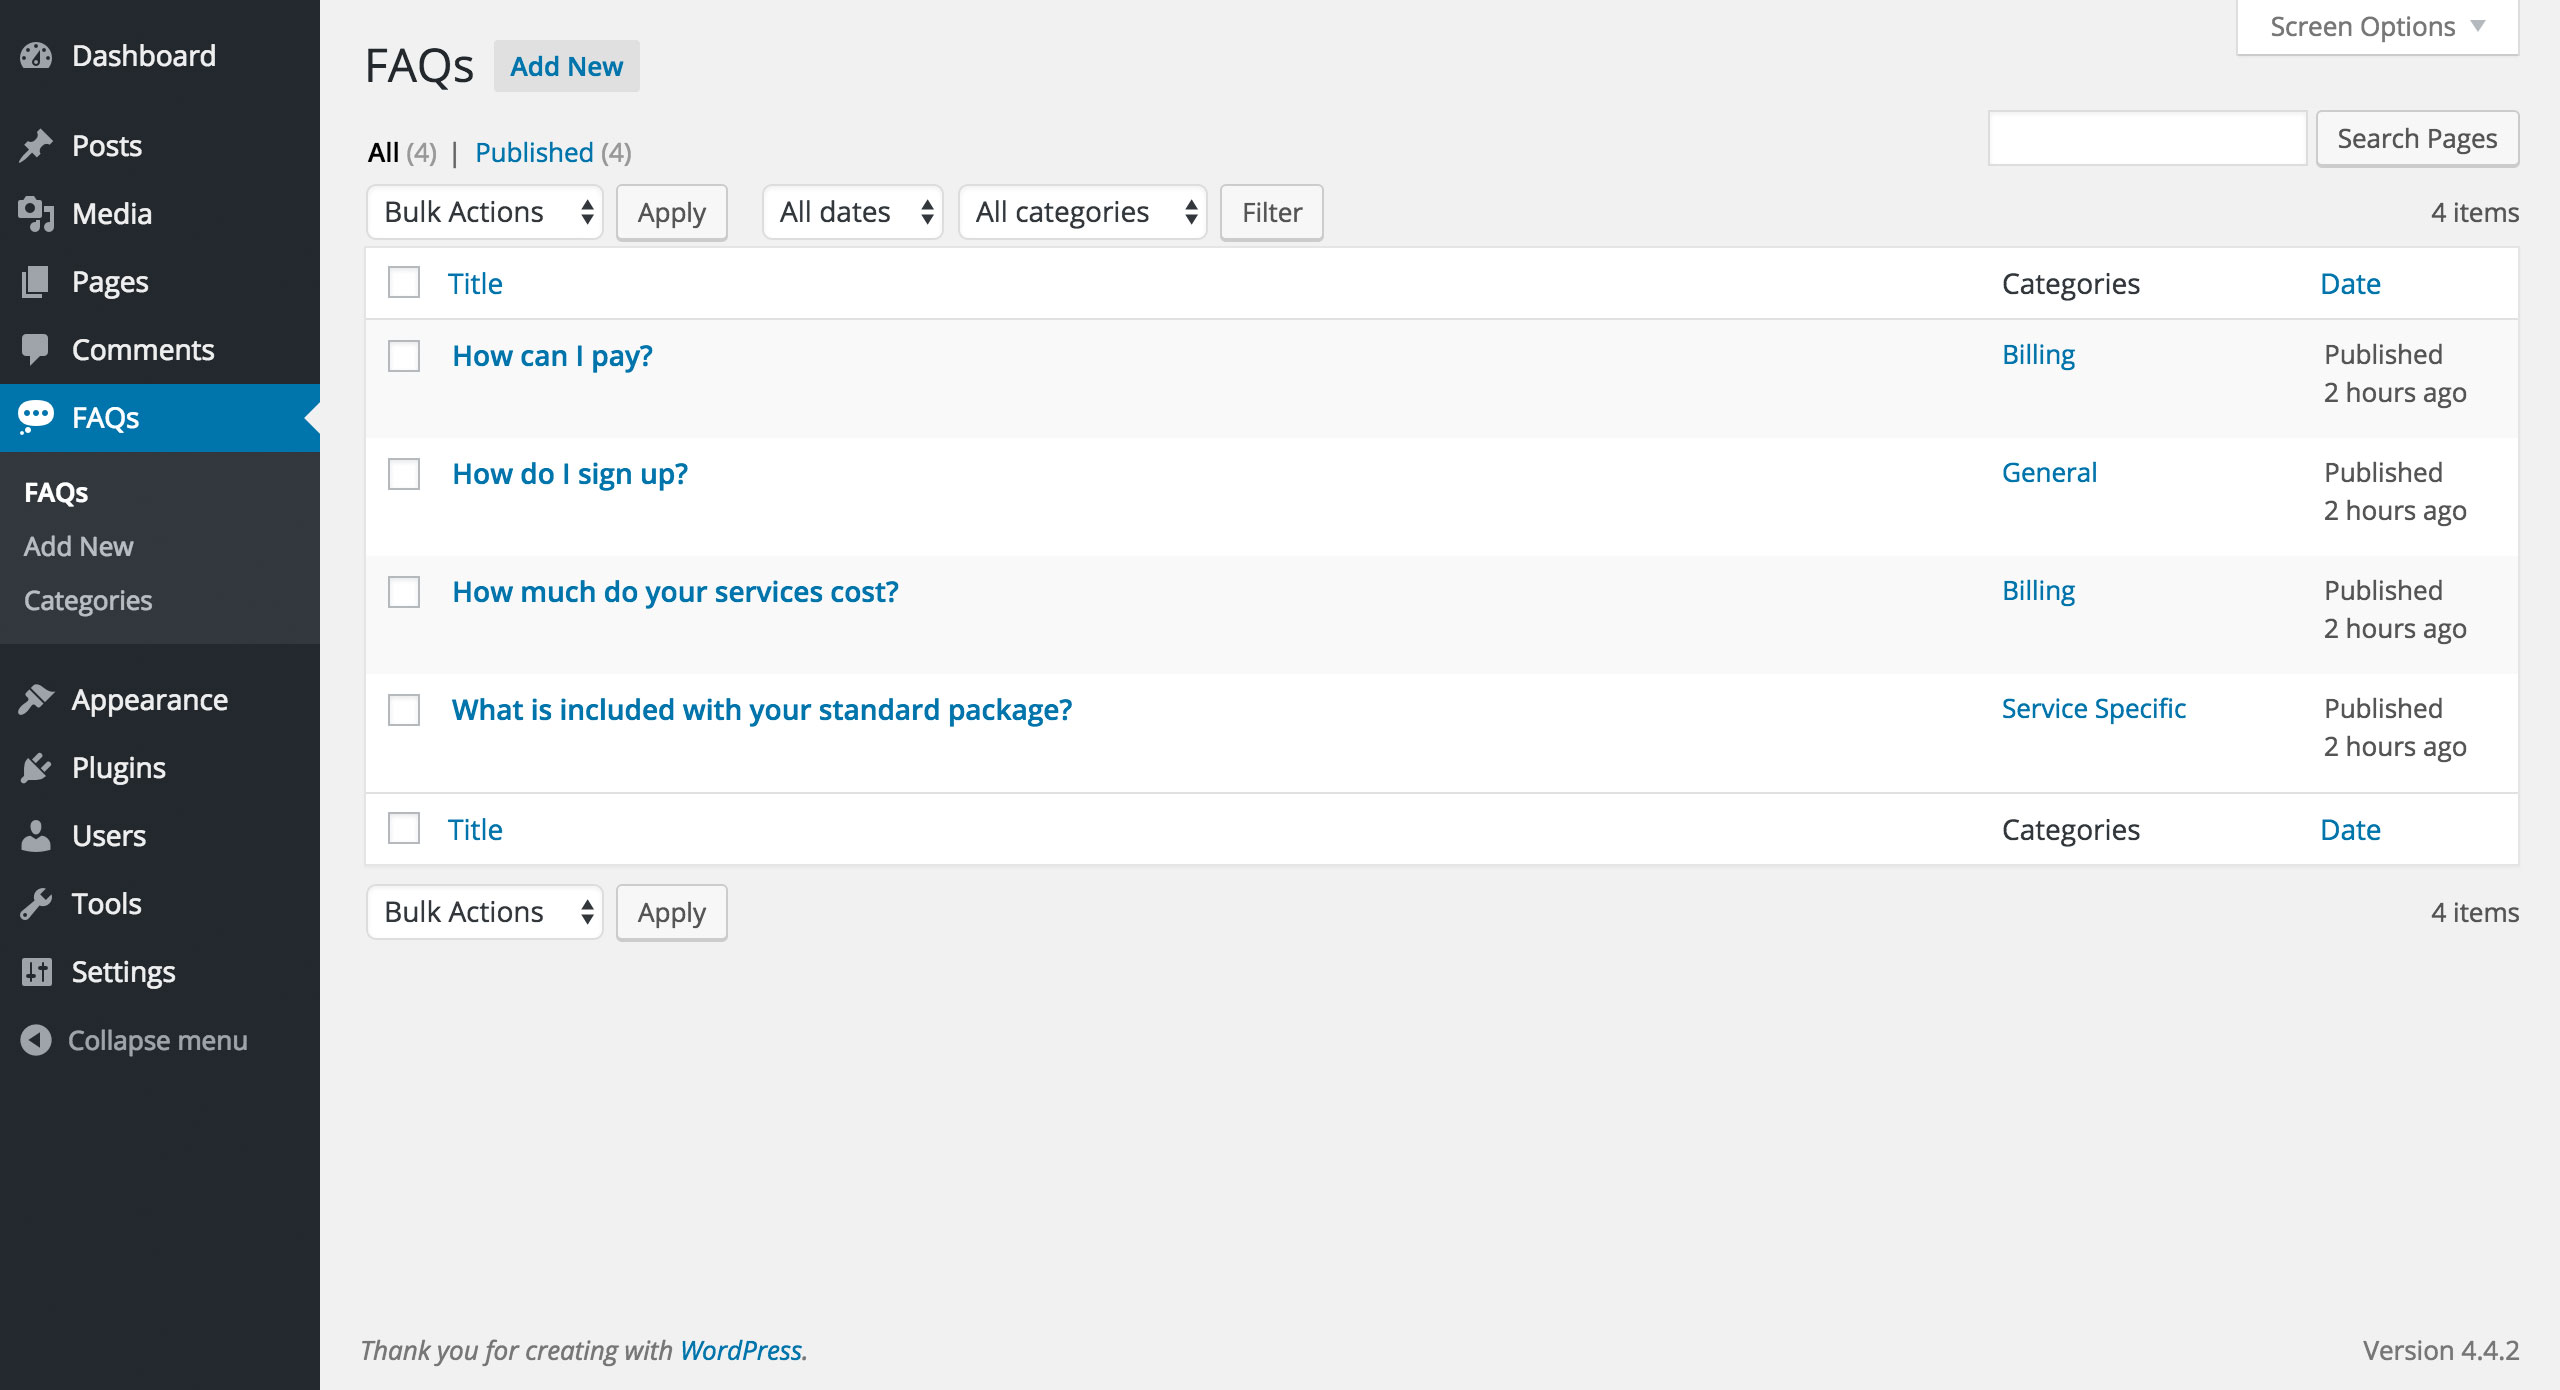 Dashboard
Posts
Media
Pages
Comments
FAQs
FAQs
Add New
Categories
Appearance
Plugins
Users
Tools
Settings
Collapse menu
Screen Options
FAQs Add New
All (4) | Published (4)
Search Pages
Bulk Actions Apply All dates All categories Filter 4 items
Title Categories Date
How can I pay? Billing Published
2 hours ago
How do I sign up? General Published
2 hours ago
How much do your services cost? Billing Published
2 hours ago
What is included with your standard package? Service Specific Published
2 hours ago
Title Categories Date
Bulk Actions Apply 4 items
Thank you for creating with WordPress. Version 4.4.2